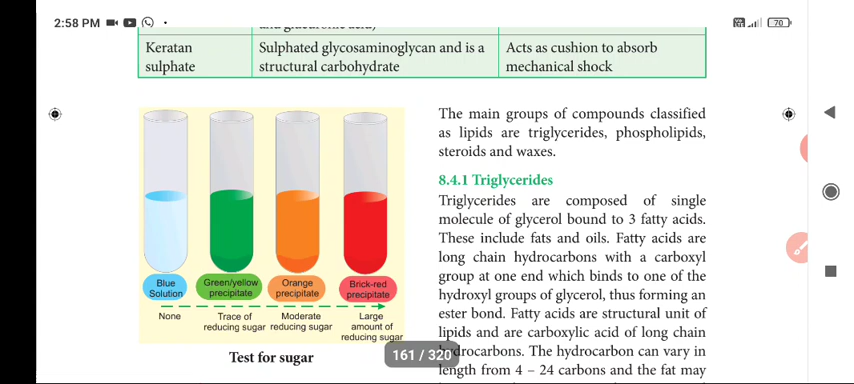 2:58 PM
70
and glucuronic acid)
Keratan
sulphate
Sulphated glycosaminoglycan and is a
structural carbohydrate
Acts as cushion to absorb
mechanical shock
Blue
Solution
Green/yellow
precipitate
Orange
precipitate
Brick-red
precipitate
None
Trace of
reducing sugar
Moderate
reducing sugar
Large
amount of
reducing sugar
Test for sugar
The main groups of compounds classified
as lipids are triglycerides, phospholipids,
steroids and waxes.
8.4.1 Triglycerides
Triglycerides are composed of single
molecule of glycerol bound to 3 fatty acids.
These include fats and oils. Fatty acids are
long chain hydrocarbons with a carboxyl
group at one end which binds to one of the
hydroxyl groups of glycerol, thus forming an
ester bond. Fatty acids are structural unit of
lipids and are carboxylic acid of long chain
hydrocarbons. The hydrocarbon can vary in
length from 4 – 24 carbons and the fat may
161 / 320